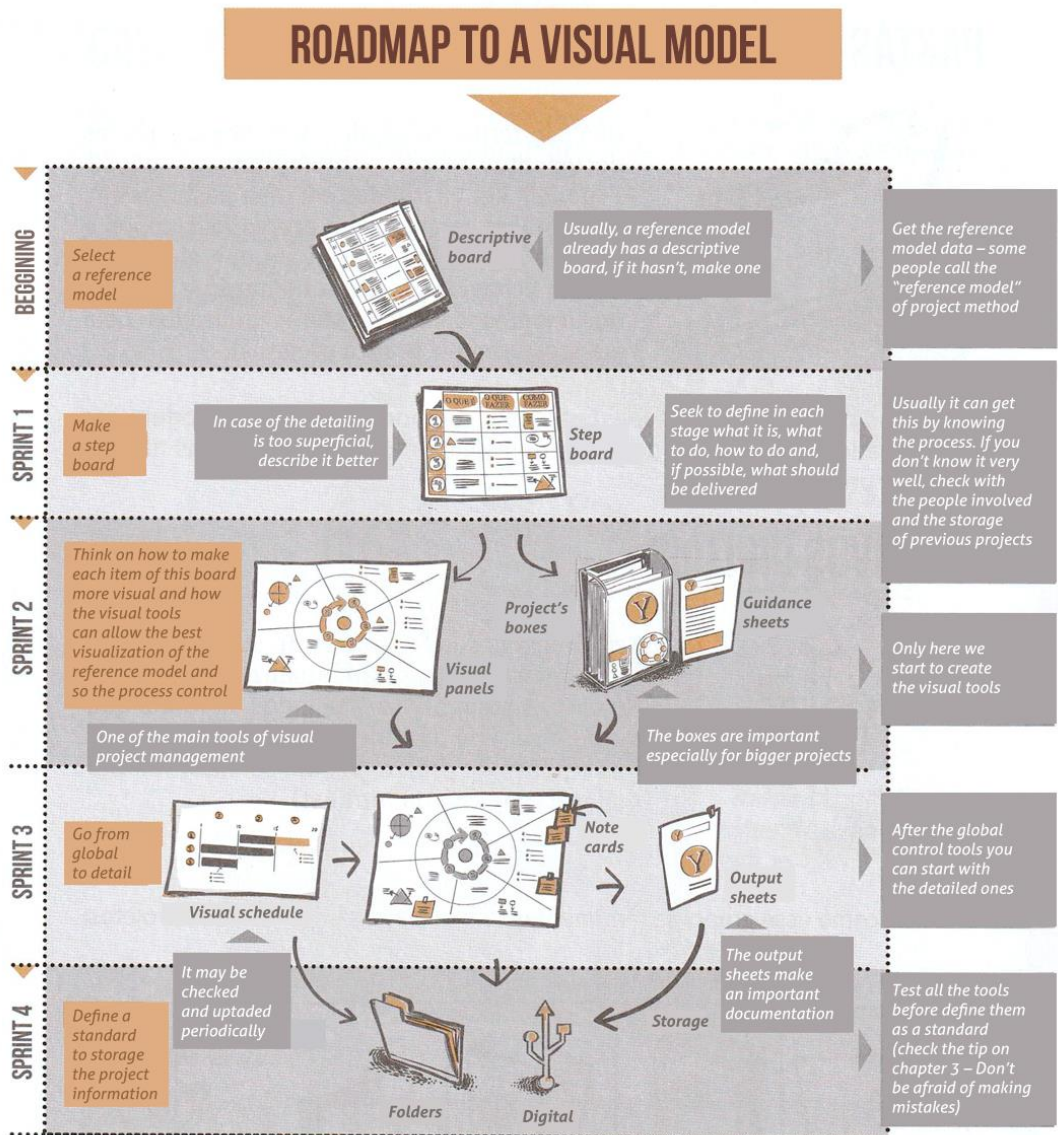 ROADMAP TO A VISUAL MODEL
BEGGINING
Select
a reference
model
Descriptive
board
Usually, a reference model
already has a descriptive
board, if it hasn't, make one
Get the reference
model data – some
people call the
"reference model"
of project method
SPRINT 1
Make
a step
board
In case of the detailing
is too superficial,
describe it better
O QUE É
O QUE
FAZER
COMO
FAZER
1
2
3
4
Step
board
Seek to define in each
stage what it is, what
to do, how to do and,
if possible, what should
be delivered
Usually it can get
this by knowing
the process. If you
don't know it very
well, check with
the people involved
and the storage
of previous projects
SPRINT 2
Think on how to make
each item of this board
more visual and how
the visual tools
can allow the best
visualization of the
reference model and
so the process control
Visual
panels
Project's
boxes
Y
Y
Guidance
sheets
Only here we
start to create
the visual tools
One of the main tools of visual
project management
The boxes are important
especially for bigger projects
SPRINT 3
Go from
global
to detail
Visual schedule
Note
cards
Y
Y
Output
sheets
After the global
control tools you
can start with
the detailed ones
It may be
checked
and uptaded
periodically
The output
sheets make
an important
documentation
SPRINT 4
Define a
standard
to storage
the project
information
Folders
Digital
Storage
Test all the tools
before define them
as a standard
(check the tip on
chapter 3 – Don't
be afraid of making
mistakes)